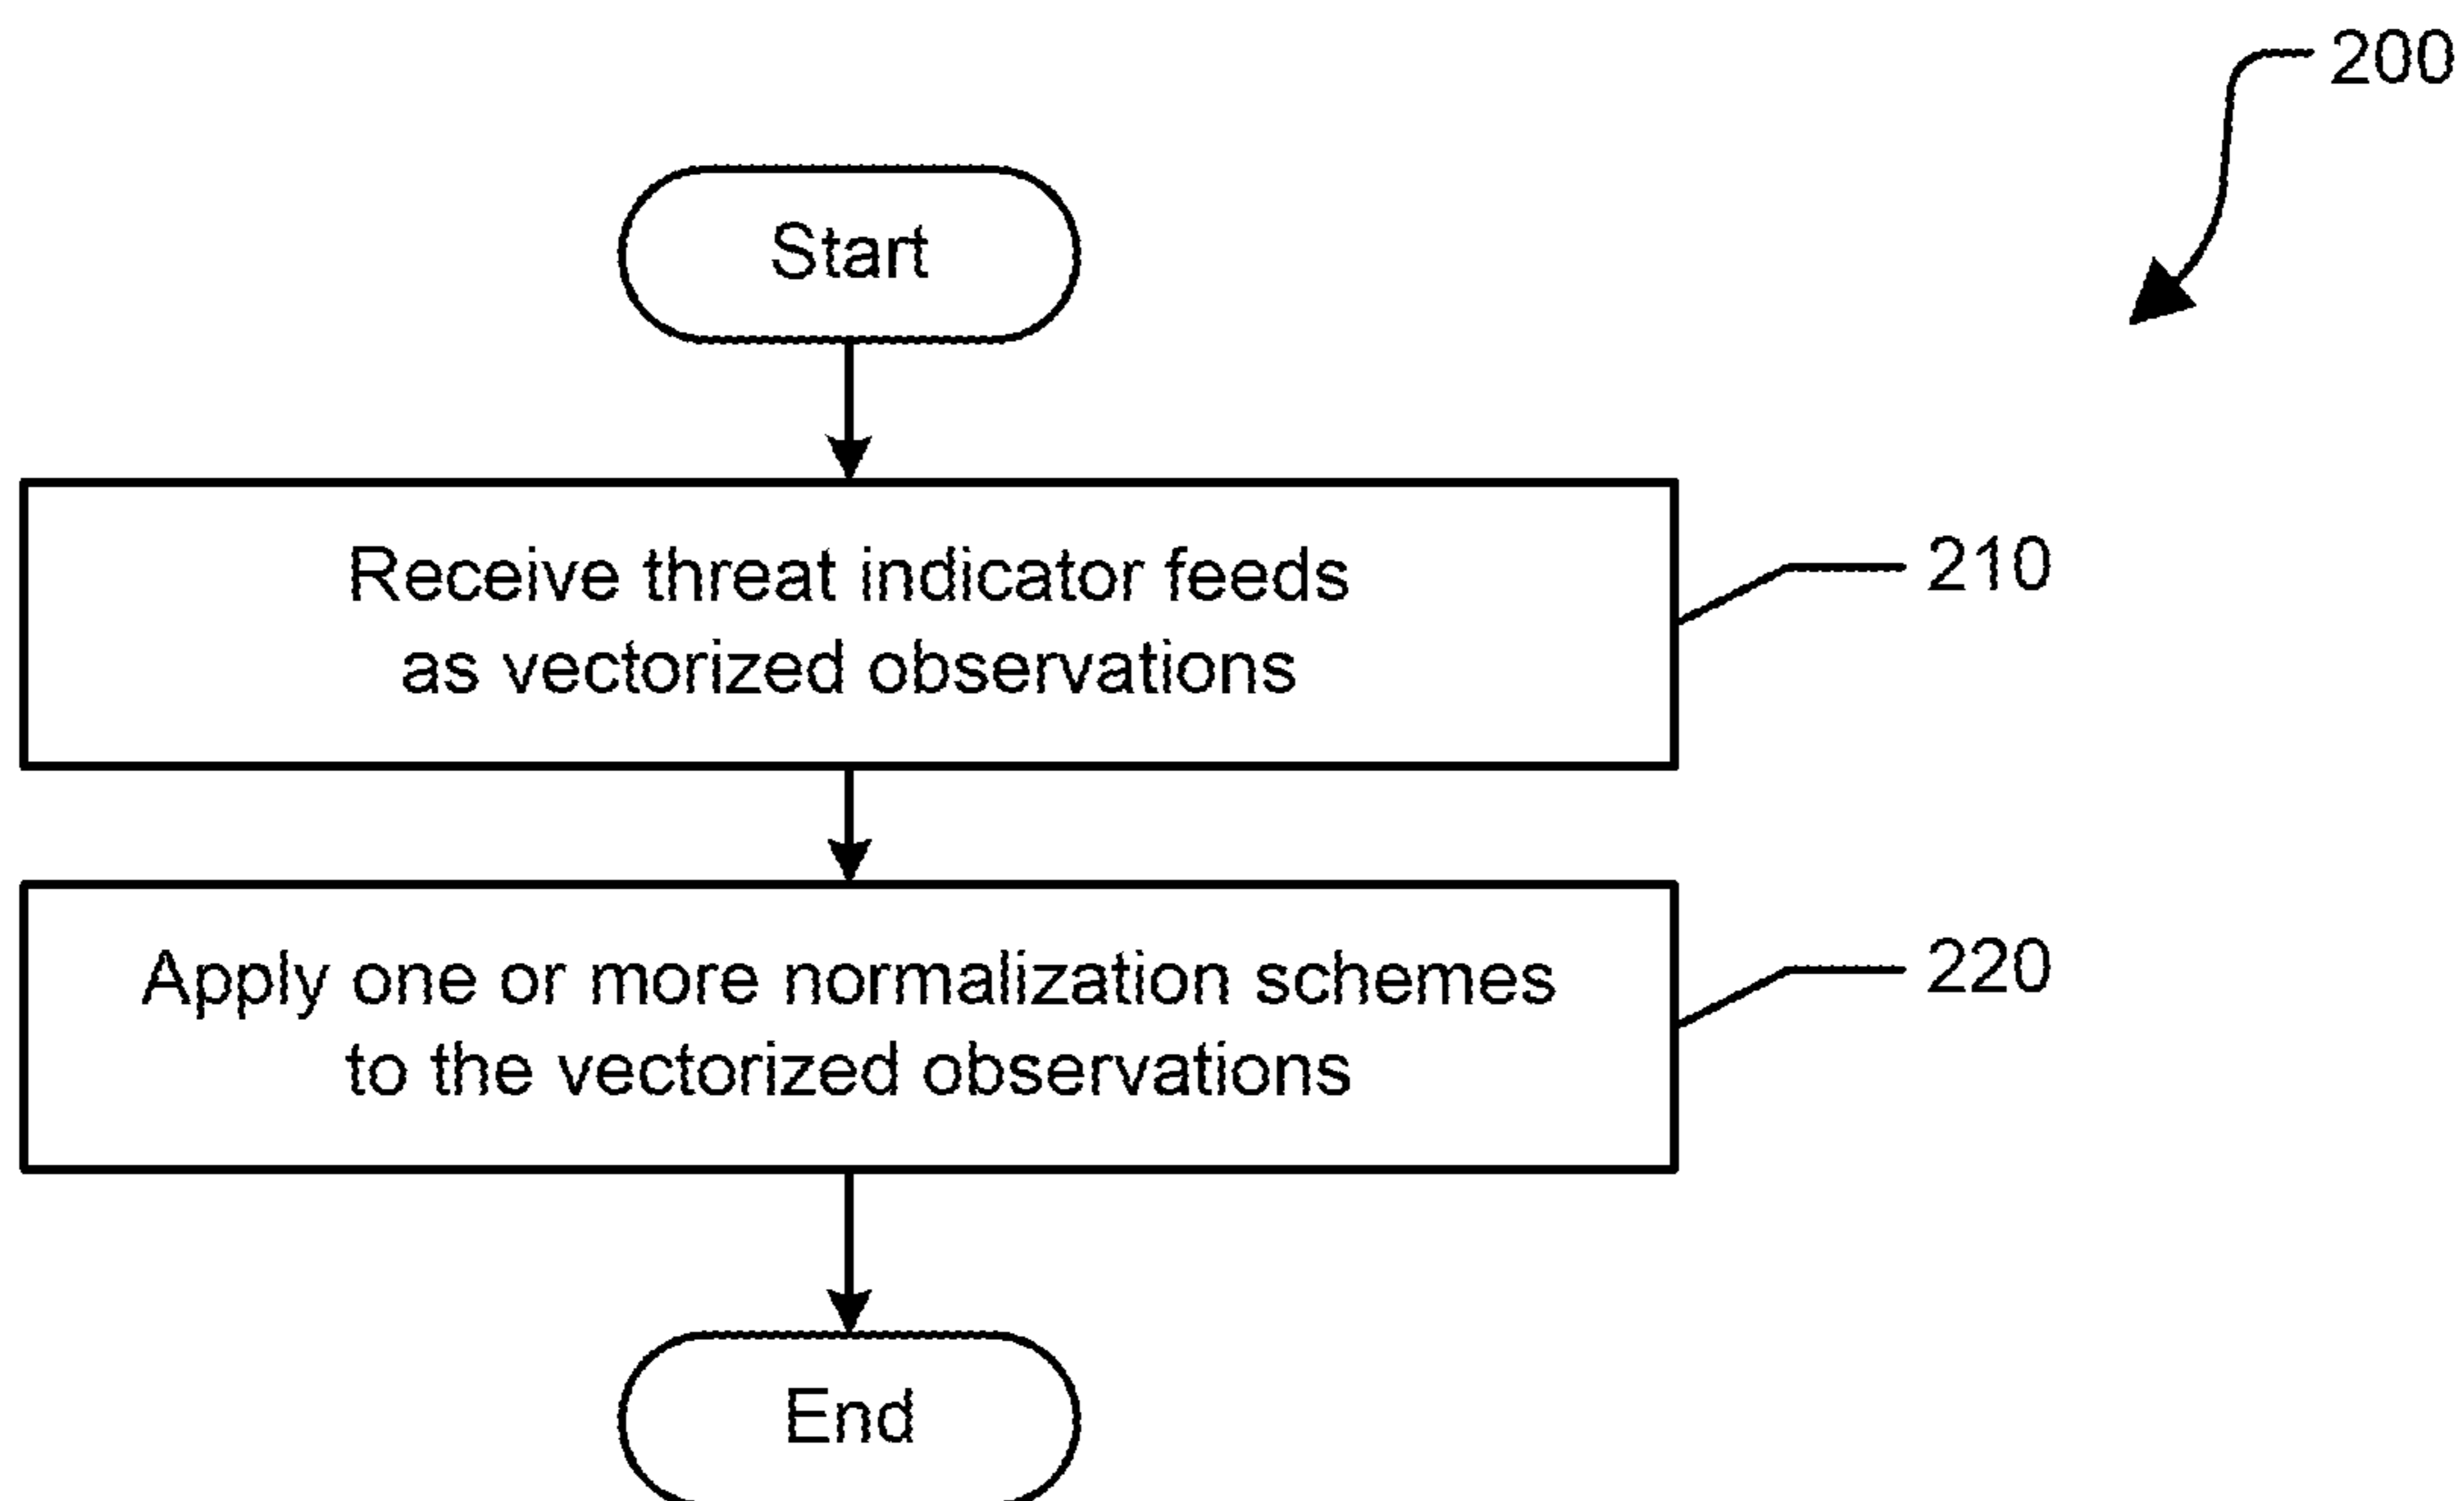 200
Start
Receive threat indicator feeds
as vectorized observations
210
Apply one or more normalization schemes
to the vectorized observations
220
End